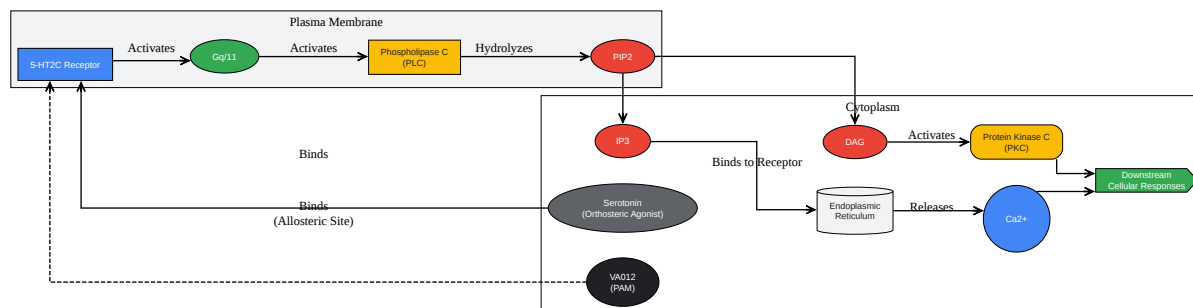 Plasma Membrane
5-HT2C Receptor
Activates
Gq/11
Activates
Phospholipase C
(PLC)
Hydrolyzes
PIP2
Cytoplasm
IP3
Binds to Receptor
DAG
Activates
Protein Kinase C
(PKC)
Downstream
Cellular Responses
Binds
Binds
(Allosteric Site)
Serotonin
(Orthosteric Agonist)
Endoplasmic
Reticulum
Releases
Ca2+
VA012
(PAM)